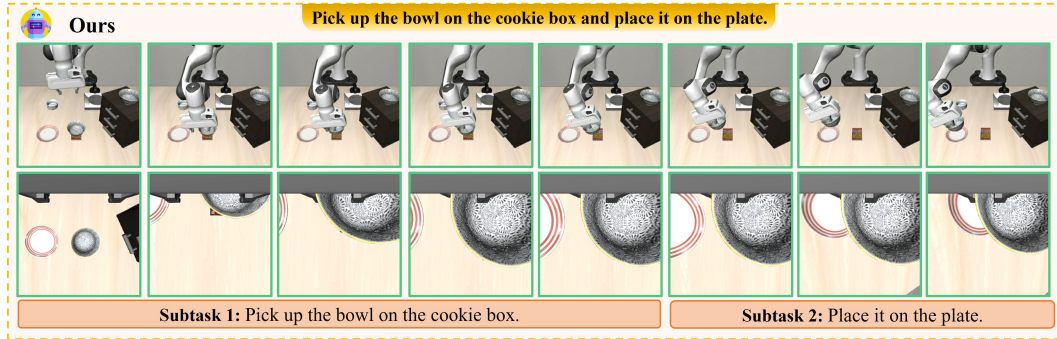 Pick up the bowl on the cookie box and place it on the plate.
Ours
Subtask 1: Pick up the bowl on the cookie box.
Subtask 2: Place it on the plate.